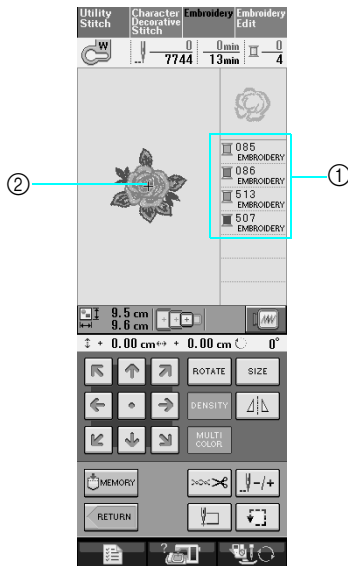 Utility Stitch
Character Decorative Stitch
Embroidery
Embroidery Edit
W
0
7744
0min
13min
0
4
085
EMBROIDERY
086
EMBROIDERY
513
EMBROIDERY
507
EMBROIDERY
①
②
9.5 cm
9.6 cm
+ 0.00 cm + 0.00 cm 0°
ROTATE
SIZE
DENSITY
MULTI COLOR
MEMORY
-/+
RETURN
?